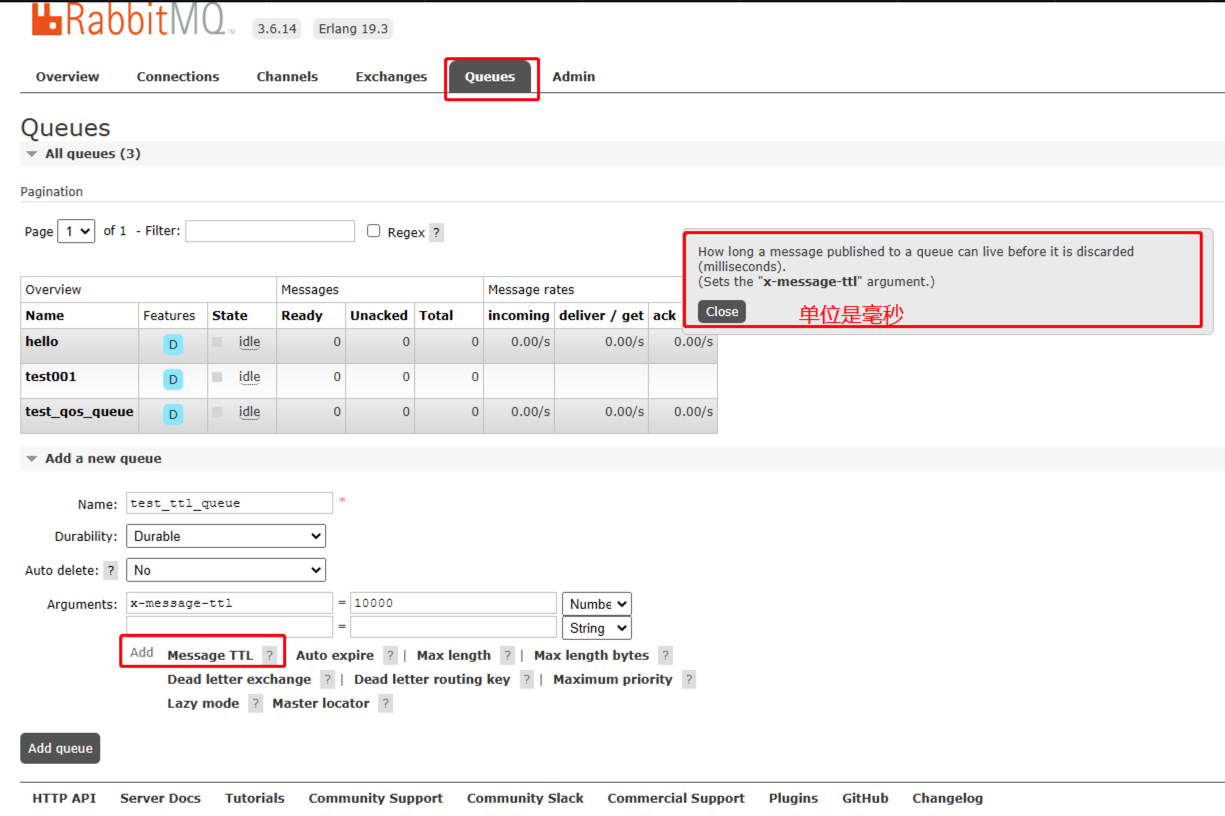 RabbitMQ TM 3.6.14 Erlang 19.3
Overview Connections Channels Exchanges Queues Admin
Queues
All queues (3)
Pagination
Page 1 of 1 - Filter: Regex ?
How long a message published to a queue can live before it is discarded
(milliseconds).
(Sets the "x-message-ttl" argument.)
Close 单位是毫秒
Overview Messages Message rates
Name Features State Ready Unacked Total incoming deliver / get ack
hello D idle 0 0 0 0.00/s 0.00/s 0.00/s
test001 D idle 0 0 0
test_qos_queue D idle 0 0 0 0.00/s 0.00/s 0.00/s
Add a new queue
Name: test_ttl_queue *
Durability: Durable
Auto delete: ? No
Arguments: x-message-ttl = 10000 Numbe
= String
Add Message TTL ? Auto expire ? | Max length ? | Max length bytes ?
Dead letter exchange ? | Dead letter routing key ? | Maximum priority ?
Lazy mode ? Master locator ?
Add queue
HTTP API Server Docs Tutorials Community Support Community Slack Commercial Support Plugins GitHub Changelog